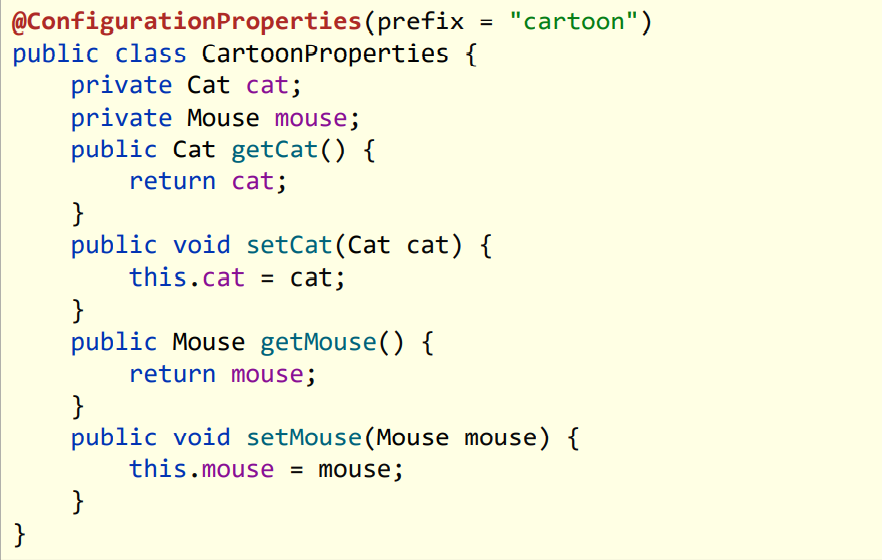 @ConfigurationProperties(prefix = "cartoon")
public class CartoonProperties {
    private Cat cat;
    private Mouse mouse;
    public Cat getCat() {
        return cat;
    }
    public void setCat(Cat cat) {
        this.cat = cat;
    }
    public Mouse getMouse() {
        return mouse;
    }
    public void setMouse(Mouse mouse) {
        this.mouse = mouse;
    }
}